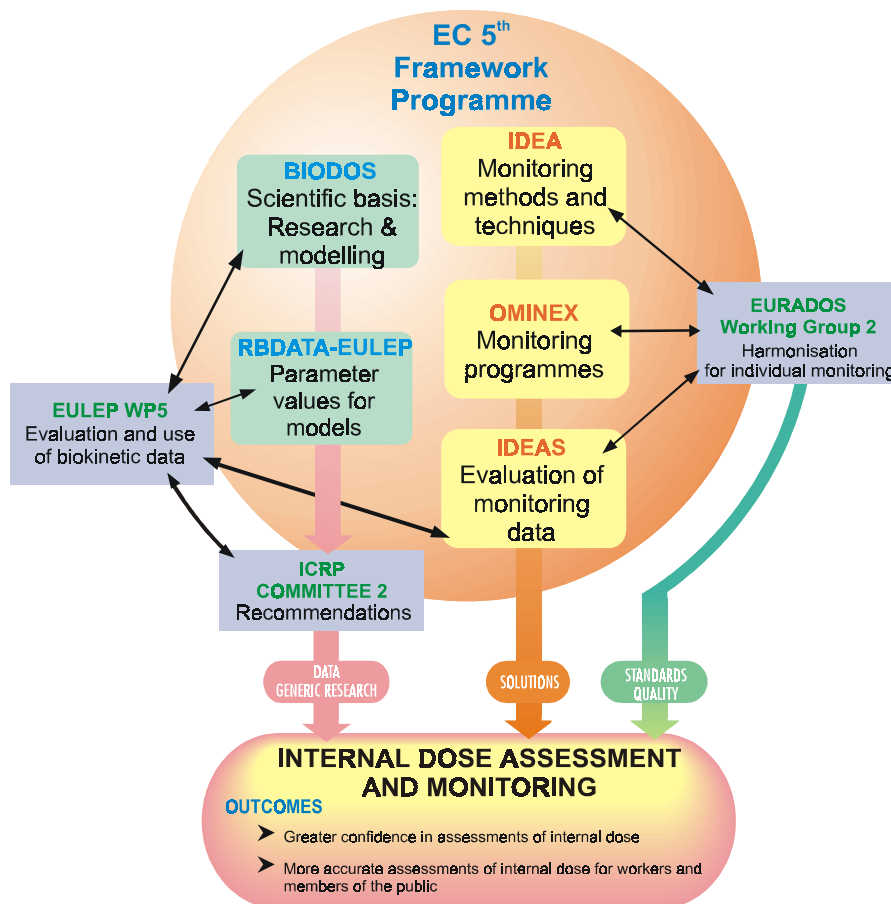 EC 5th
Framework
Programme
BIODOS
Scientific basis:
Research &
modelling
IDEA
Monitoring
methods and
techniques
RBDATA-EULEP
Parameter
values for
models
OMINEX
Monitoring
programmes
EURADOS
Working Group 2
Harmonisation
for individual monitoring
EULEP WP5
Evaluation and use
of biokinetic data
IDEAS
Evaluation of
monitoring
data
ICRP
COMMITTEE 2
Recommendations
DATA
GENERIC RESEARCH
SOLUTIONS
STANDARDS
QUALITY
INTERNAL DOSE ASSESSMENT
AND MONITORING
OUTCOMES
➤ Greater confidence in assessments of internal dose
➤ More accurate assessments of internal dose for workers and
members of the public